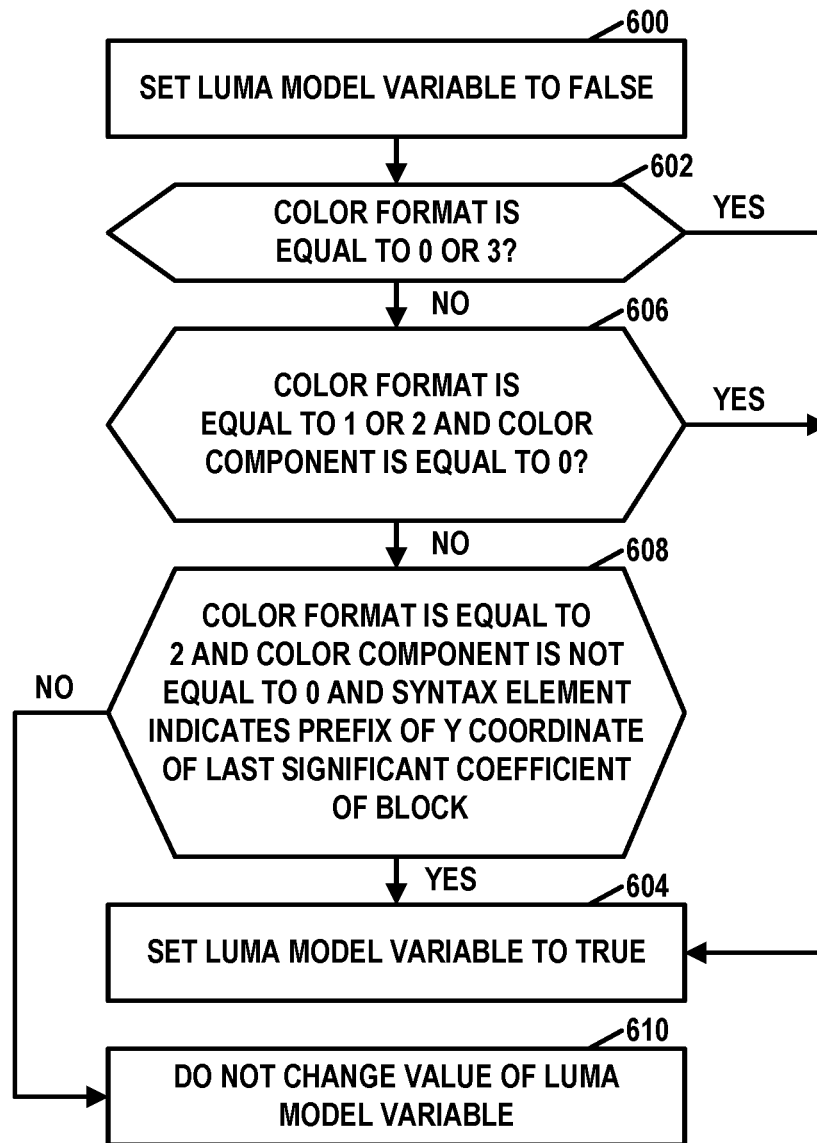 600
SET LUMA MODEL VARIABLE TO FALSE
602
COLOR FORMAT IS
EQUAL TO 0 OR 3?
YES
NO
606
COLOR FORMAT IS
EQUAL TO 1 OR 2 AND COLOR
COMPONENT IS EQUAL TO 0?
YES
NO
608
COLOR FORMAT IS EQUAL TO
2 AND COLOR COMPONENT IS NOT
EQUAL TO 0 AND SYNTAX ELEMENT
INDICATES PREFIX OF Y COORDINATE
OF LAST SIGNIFICANT COEFFICIENT
OF BLOCK
NO
YES
604
SET LUMA MODEL VARIABLE TO TRUE
610
DO NOT CHANGE VALUE OF LUMA
MODEL VARIABLE